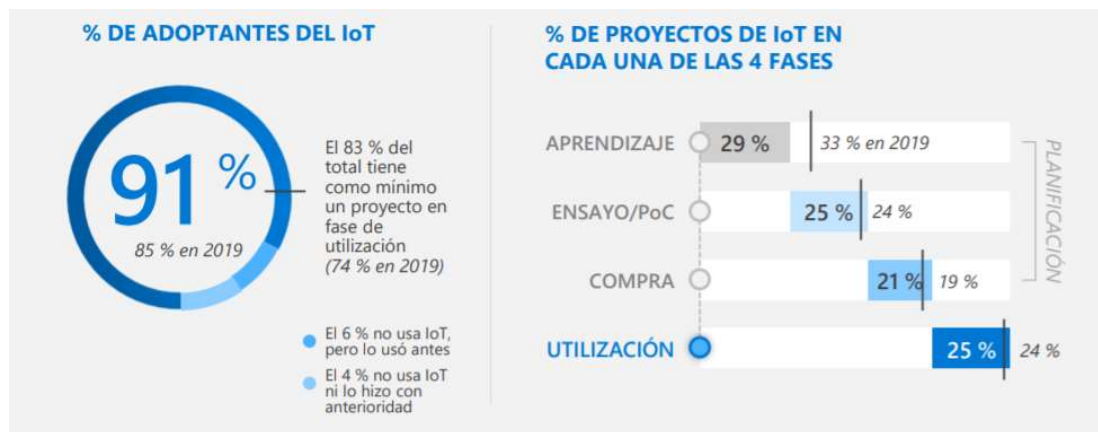 % DE ADOPTANTES DEL IoT
91 %
85 % en 2019
El 83 % del
total tiene
como mínimo
un proyecto en
fase de
utilización
(74 % en 2019)
El 6 % no usa IoT,
pero lo usó antes
El 4 % no usa IoT
ni lo hizo con
anterioridad
% DE PROYECTOS DE IoT EN
CADA UNA DE LAS 4 FASES
APRENDIZAJE 29 % 33 % en 2019
ENSAYO/PoC 25 % 24 %
COMPRA 21 % 19 %
UTILIZACIÓN 25 % 24 %
PLANIFICACIÓN